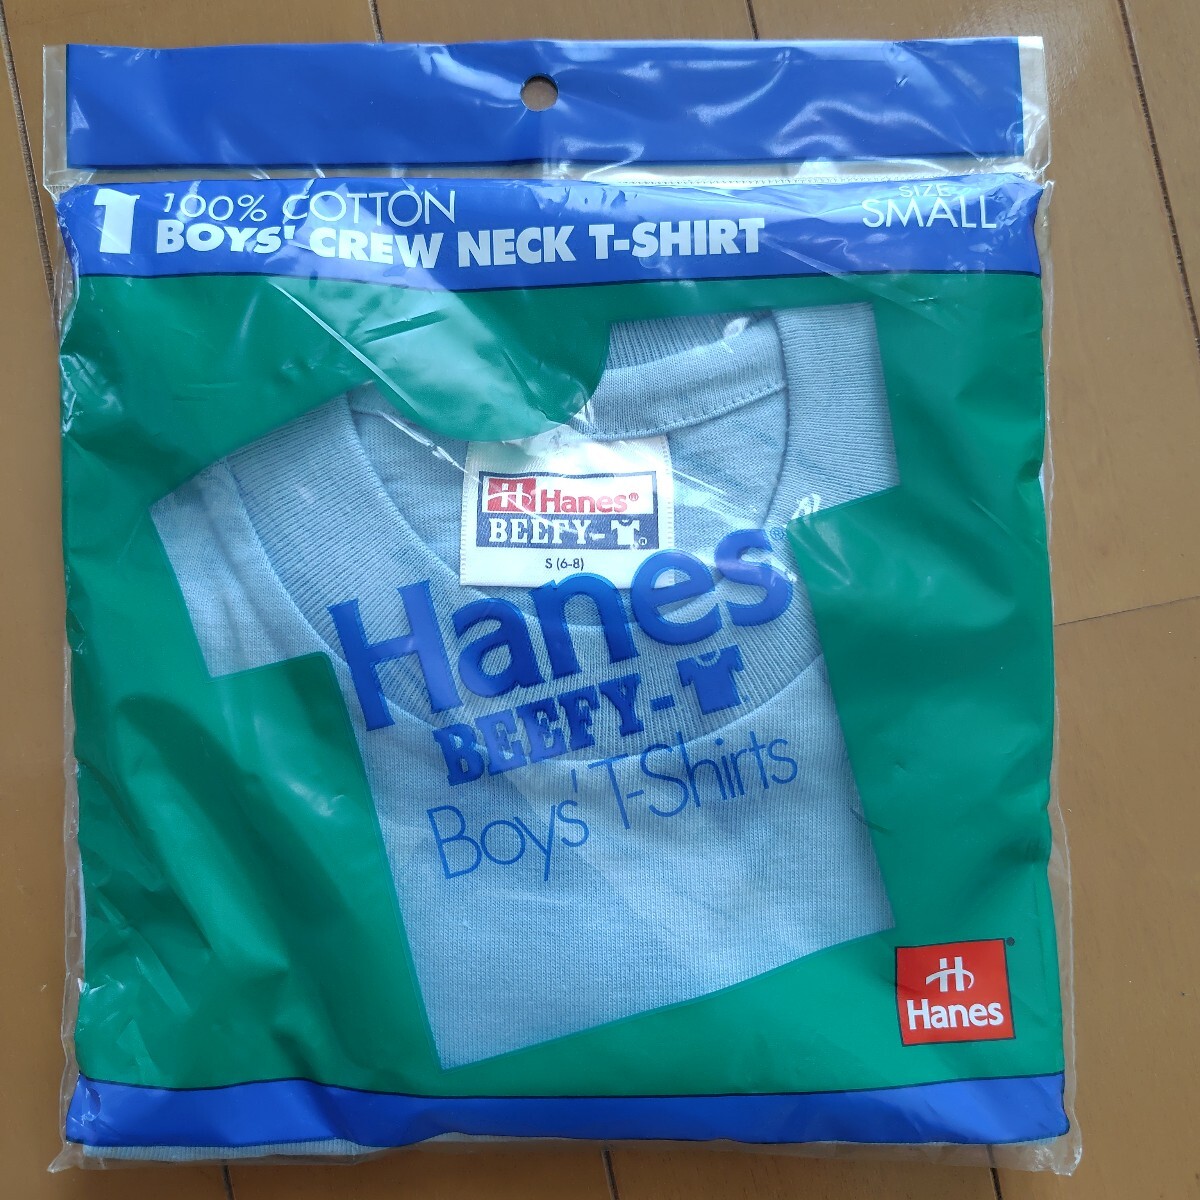 1 100% COTTON
BOYS' CREW NECK T-SHIRT
SIZE
SMALL
Hanes®
BEEFY-T
S (6-8)
Hanes®
BEEFY-T
Boys' T-Shirts
Hanes